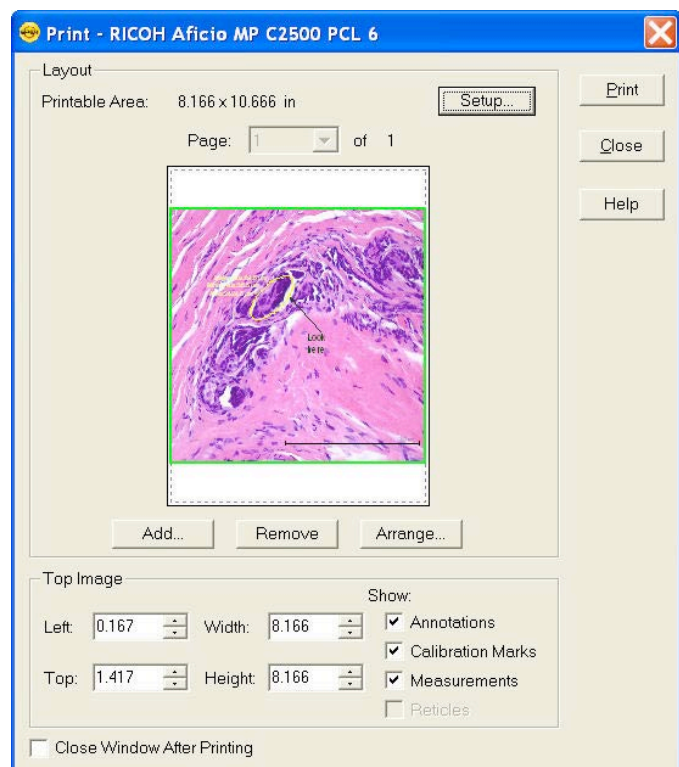 Print - RICOH Aficio MP C2500 PCL 6
Layout
Printable Area: 8.166 x 10.666 in
Setup...
Print
Page: 1 of 1
Close
Help
Look
here
Add...
Remove
Arrange...
Top Image
Show:
Left: 0.167 Width: 8.166
Annotations
Calibration Marks
Top: 1.417 Height: 8.166
Measurements
Reticles
Close Window After Printing